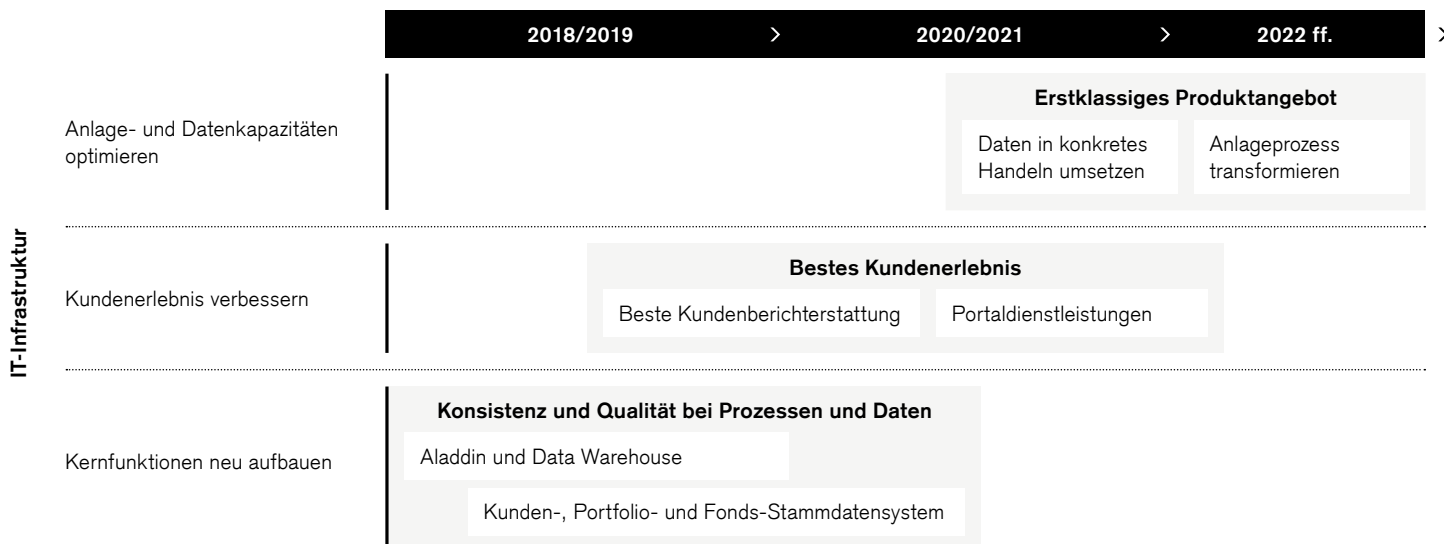 2018/2019 > 2020/2021 > 2022 ff. >
Erstklassiges Produktangebot
Anlage- und Datenkapazitäten
optimieren
Daten in konkretes
Handeln umsetzen
Anlageprozess
transformieren
IT-Infrastruktur
Bestes Kundenerlebnis
Kundenerlebnis verbessern
Beste Kundenberichterstattung
Portaldienstleistungen
Konsistenz und Qualität bei Prozessen und Daten
Kernfunktionen neu aufbauen
Aladdin und Data Warehouse
Kunden-, Portfolio- und Fonds-Stammdatensystem